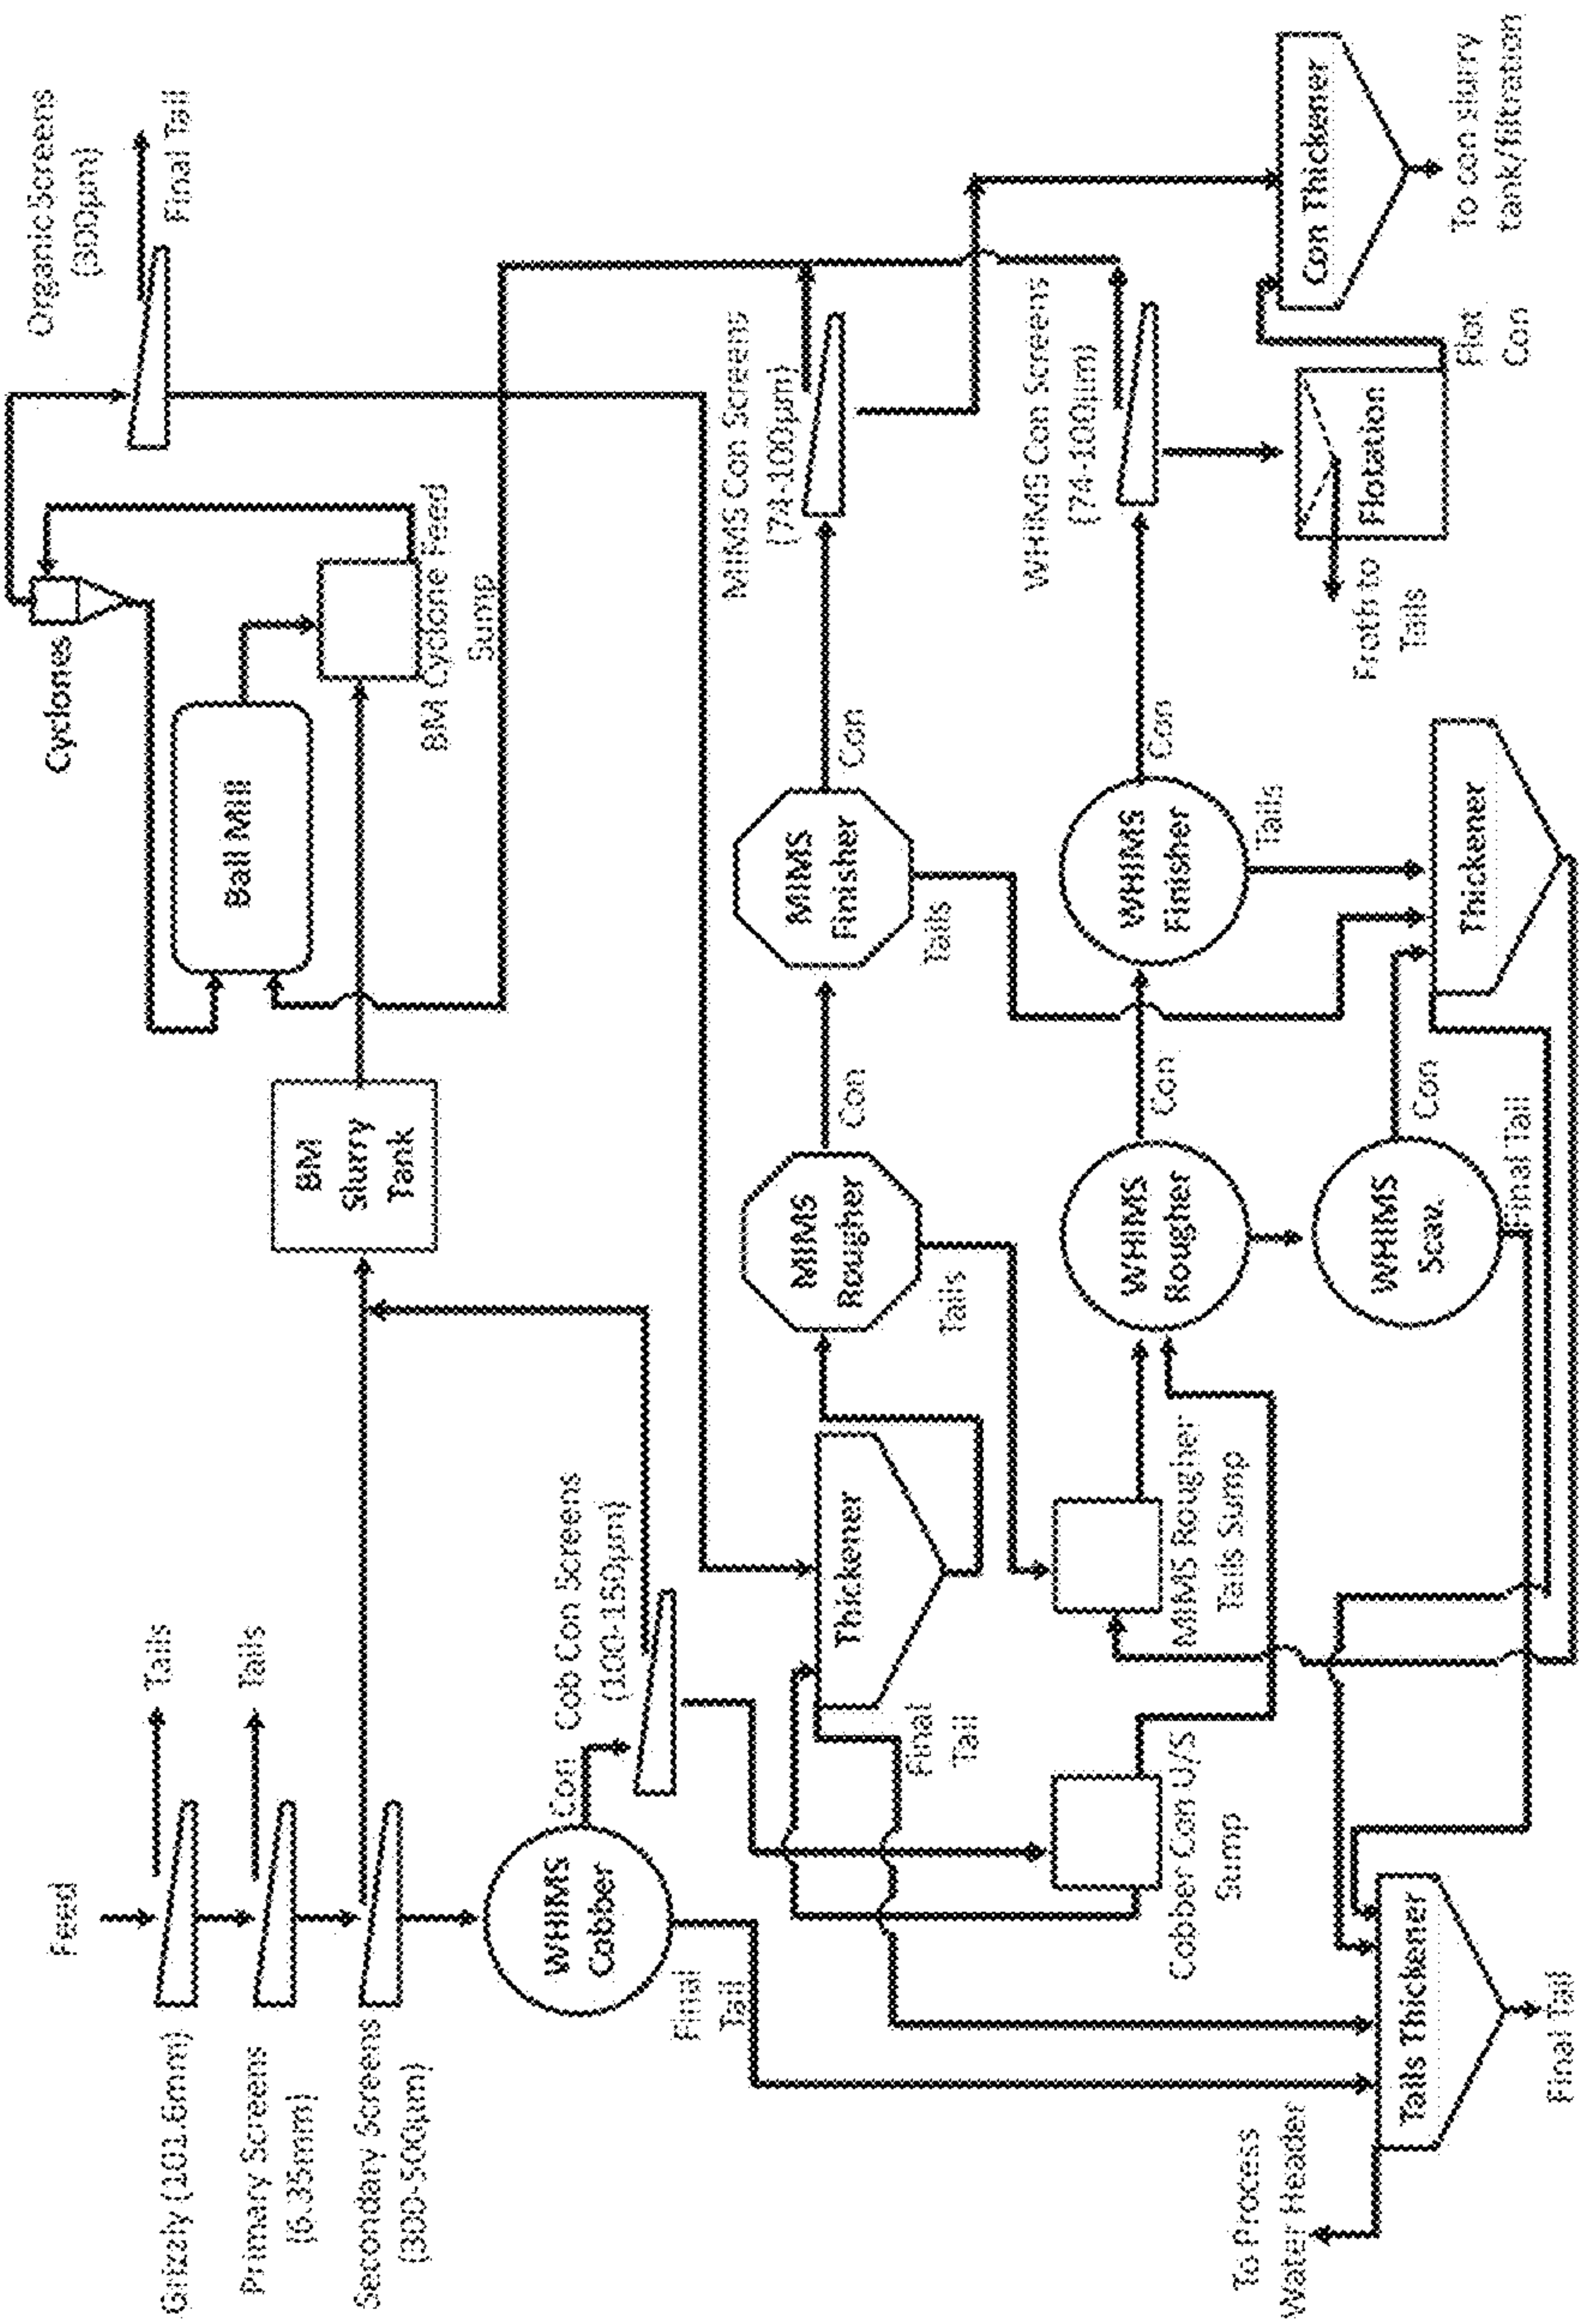 Feed
Grizzly (101.6mm)
Tails
Primary Screens
(6.35mm)
Tails
Secondary Screens
(300-500μm)
WHIMS
Cobber
Con
Final
Tail
Cob Con Screens
(100-150μm)
BM
Slurry
Tank
Ball Mill
Cyclones
BM Cyclone Feed
Sump
Organic Screens
(300μm)
Final Tail
Thickener
Final
Tail
MIMS
Rougher
Con
Tails
MIMS
Finisher
Con
Tails
MIMS Con Screens
(74-100μm)
Cobber Con U/S
Sump
MIMS Rougher
Tails Sump
WHIMS
Rougher
Con
WHIMS
Finisher
Con
Tails
WHIMS Con Screens
(74-100μm)
WHIMS
Scav.
Con
Final Tail
Thickener
Flotation
Froth to
Tails
Flot
Con
Con Thickener
To con slurry
tank/filtration
To Process
Water Header
Tails Thickener
Final Tail